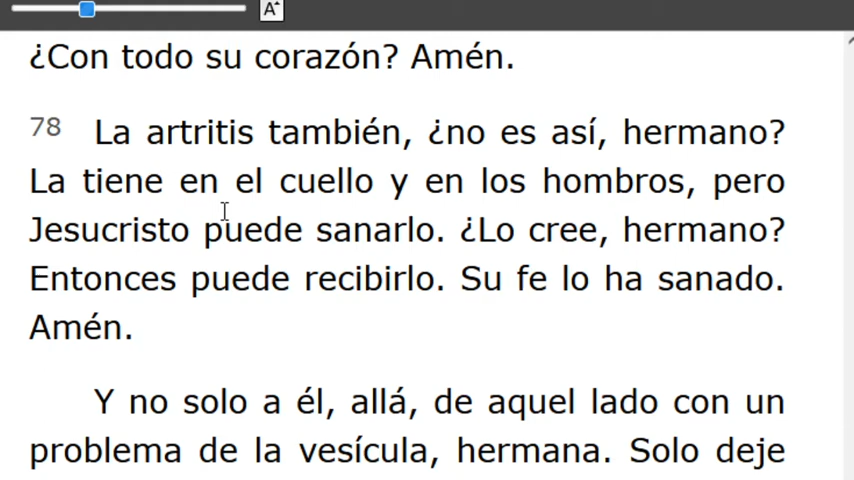 A
¿Con todo su corazón? Amén.
78 La artritis también, ¿no es así, hermano?
La tiene en el cuello y en los hombros, pero
Jesucristo puede sanarlo. ¿Lo cree, hermano?
Entonces puede recibirlo. Su fe lo ha sanado.
Amén.
Y no solo a él, allá, de aquel lado con un
problema de la vesícula, hermana. Solo deje